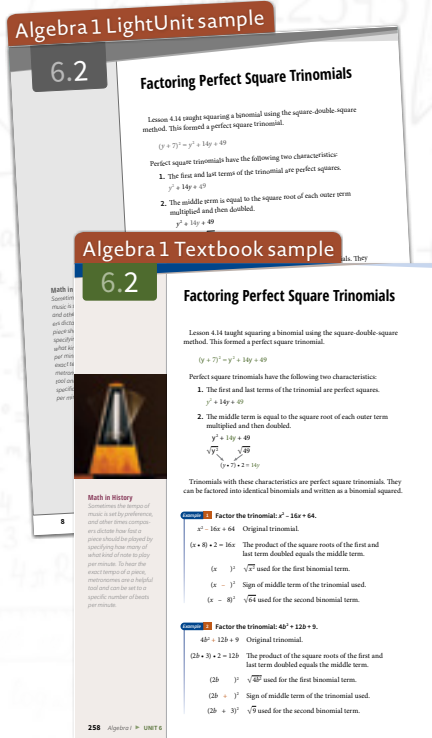 Algebra 1 LightUnit sample
6.2
Factoring Perfect Square Trinomials
Lesson 4.14 taught squaring a binomial using the square-double-square
method. This formed a perfect square trinomial.
(y + 7)² = y² + 14y + 49
Perfect square trinomials have the following two characteristics:
1. The first and last terms of the trinomial are perfect squares.
y² + 14y + 49
2. The middle term is equal to the square root of each outer term
multiplied and then doubled.
y² + 14y + 49
They
Math in
music is
8
Algebra 1 Textbook sample
6.2
Factoring Perfect Square Trinomials
Lesson 4.14 taught squaring a binomial using the square-double-square
method. This formed a perfect square trinomial.
(y + 7)² = y² + 14y + 49
Perfect square trinomials have the following two characteristics:
1. The first and last terms of the trinomial are perfect squares.
y² + 14y + 49
2. The middle term is equal to the square root of each outer term
multiplied and then doubled.
y² + 14y + 49
√y² √49
(y • 7) • 2 = 14y
Trinomials with these characteristics are perfect square trinomials. They
can be factored into identical binomials and written as a binomial squared.
Math in History
Sometimes the tempo of
music is set by preference,
and other times compos-
ers dictate how fast a
piece should be played by
specifying how many of
what kind of note to play
per minute. To hear the
exact tempo of a piece,
metronomes are a helpful
tool and can be set to a
specific number of beats
per minute.
Example 1 Factor the trinomial: x² – 16x + 64.
x² – 16x + 64 Original trinomial.
(x • 8) • 2 = 16x The product of the square roots of the first and
last term doubled equals the middle term.
(x )² √x² used for the first binomial term.
(x – )² Sign of middle term of the trinomial used.
(x – 8)² √64 used for the second binomial term.
Example 2 Factor the trinomial: 4b² + 12b + 9.
4b² + 12b + 9 Original trinomial.
(2b • 3) • 2 = 12b The product of the square roots of the first and
last term doubled equals the middle term.
(2b )² √4b² used for the first binomial term.
(2b + )² Sign of middle term of the trinomial used.
(2b + 3)² √9 used for the second binomial term.
258 Algebra I ► UNIT 6